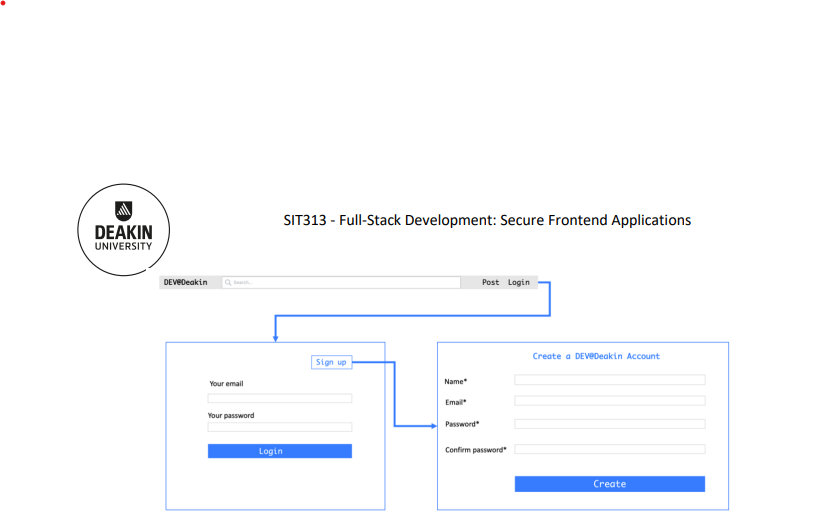 DEAKIN
UNIVERSITY
SIT313 - Full-Stack Development: Secure Frontend Applications
DEV@Deakin
Search...
Post Login
Sign up
Your email
Your password
Login
Create a DEV@Deakin Account
Name*
Email*
Password*
Confirm password*
Create